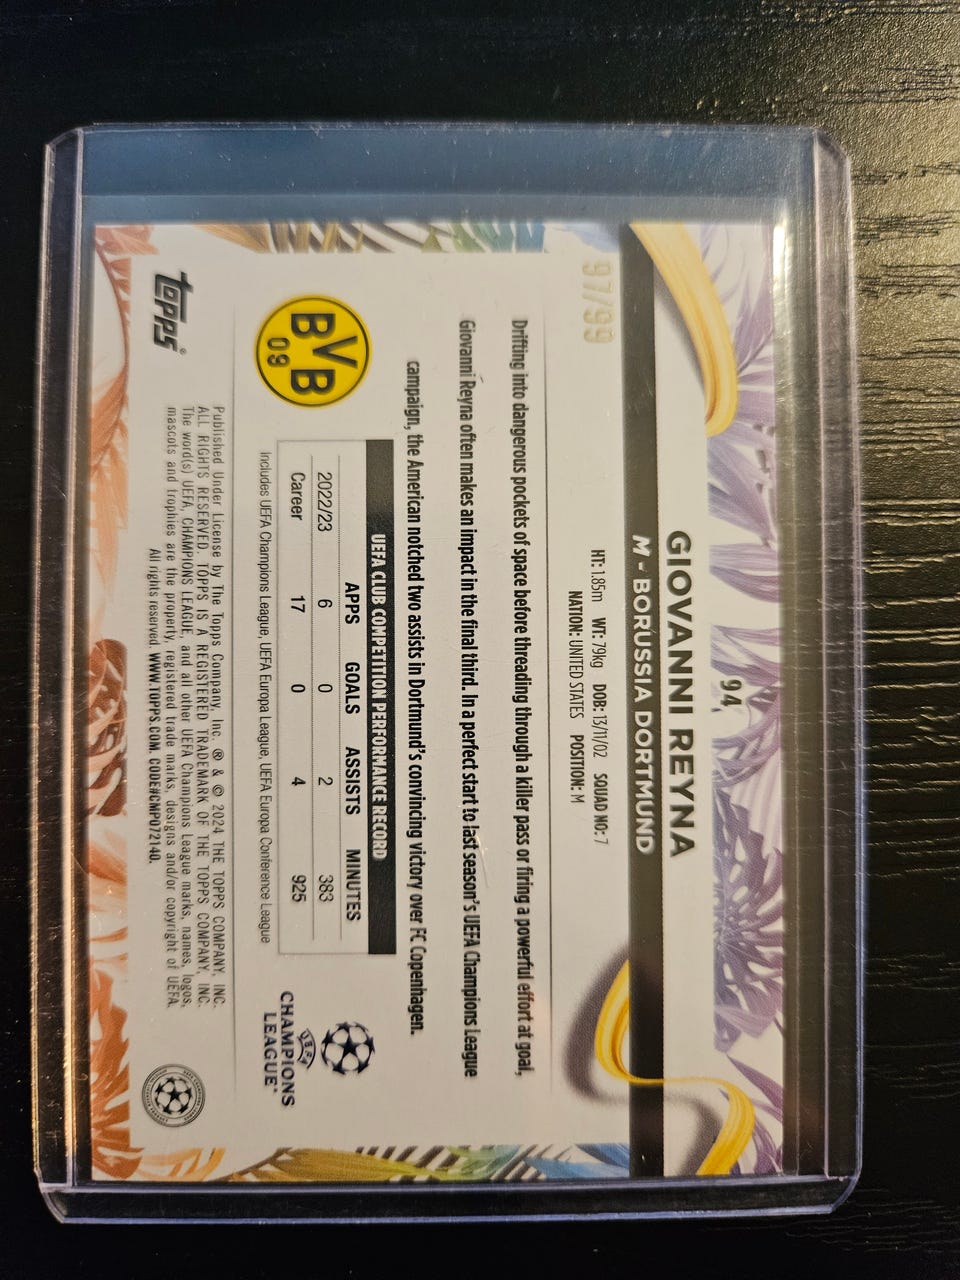 94
GIOVANNI REYNA
M - BORUSSIA DORTMUND
97/99
HT: 1.85m WT: 79kg DOB: 13/11/02 SQUAD NO: 7
NATION: UNITED STATES POSITION: M
Drifting into dangerous pockets of space before threading through a killer pass or firing a powerful effort at goal,
Giovanni Reyna often makes an impact in the final third. In a perfect start to last season's UEFA Champions League
campaign, the American notched two assists in Dortmund's convincing victory over FC Copenhagen.
UEFA CLUB COMPETITION PERFORMANCE RECORD
APPS GOALS ASSISTS MINUTES
2022/23 6 0 2 383
Career 17 0 4 925
Includes UEFA Champions League, UEFA Europa League, UEFA Europa Conference League
BVB
09
UEFA
CHAMPIONS
LEAGUE
topps®
Published Under License by The Topps Company, Inc. ® & © 2024 THE TOPPS COMPANY, INC.
ALL RIGHTS RESERVED. TOPPS IS A REGISTERED TRADEMARK OF THE TOPPS COMPANY, INC.
The word(s) UEFA, CHAMPIONS LEAGUE, and all other UEFA Champions League marks, names, logos,
mascots and trophies are the property, registered trade marks, designs and/or copyright of UEFA.
All rights reserved. WWW.TOPPS.COM. CODE#CMP072140.